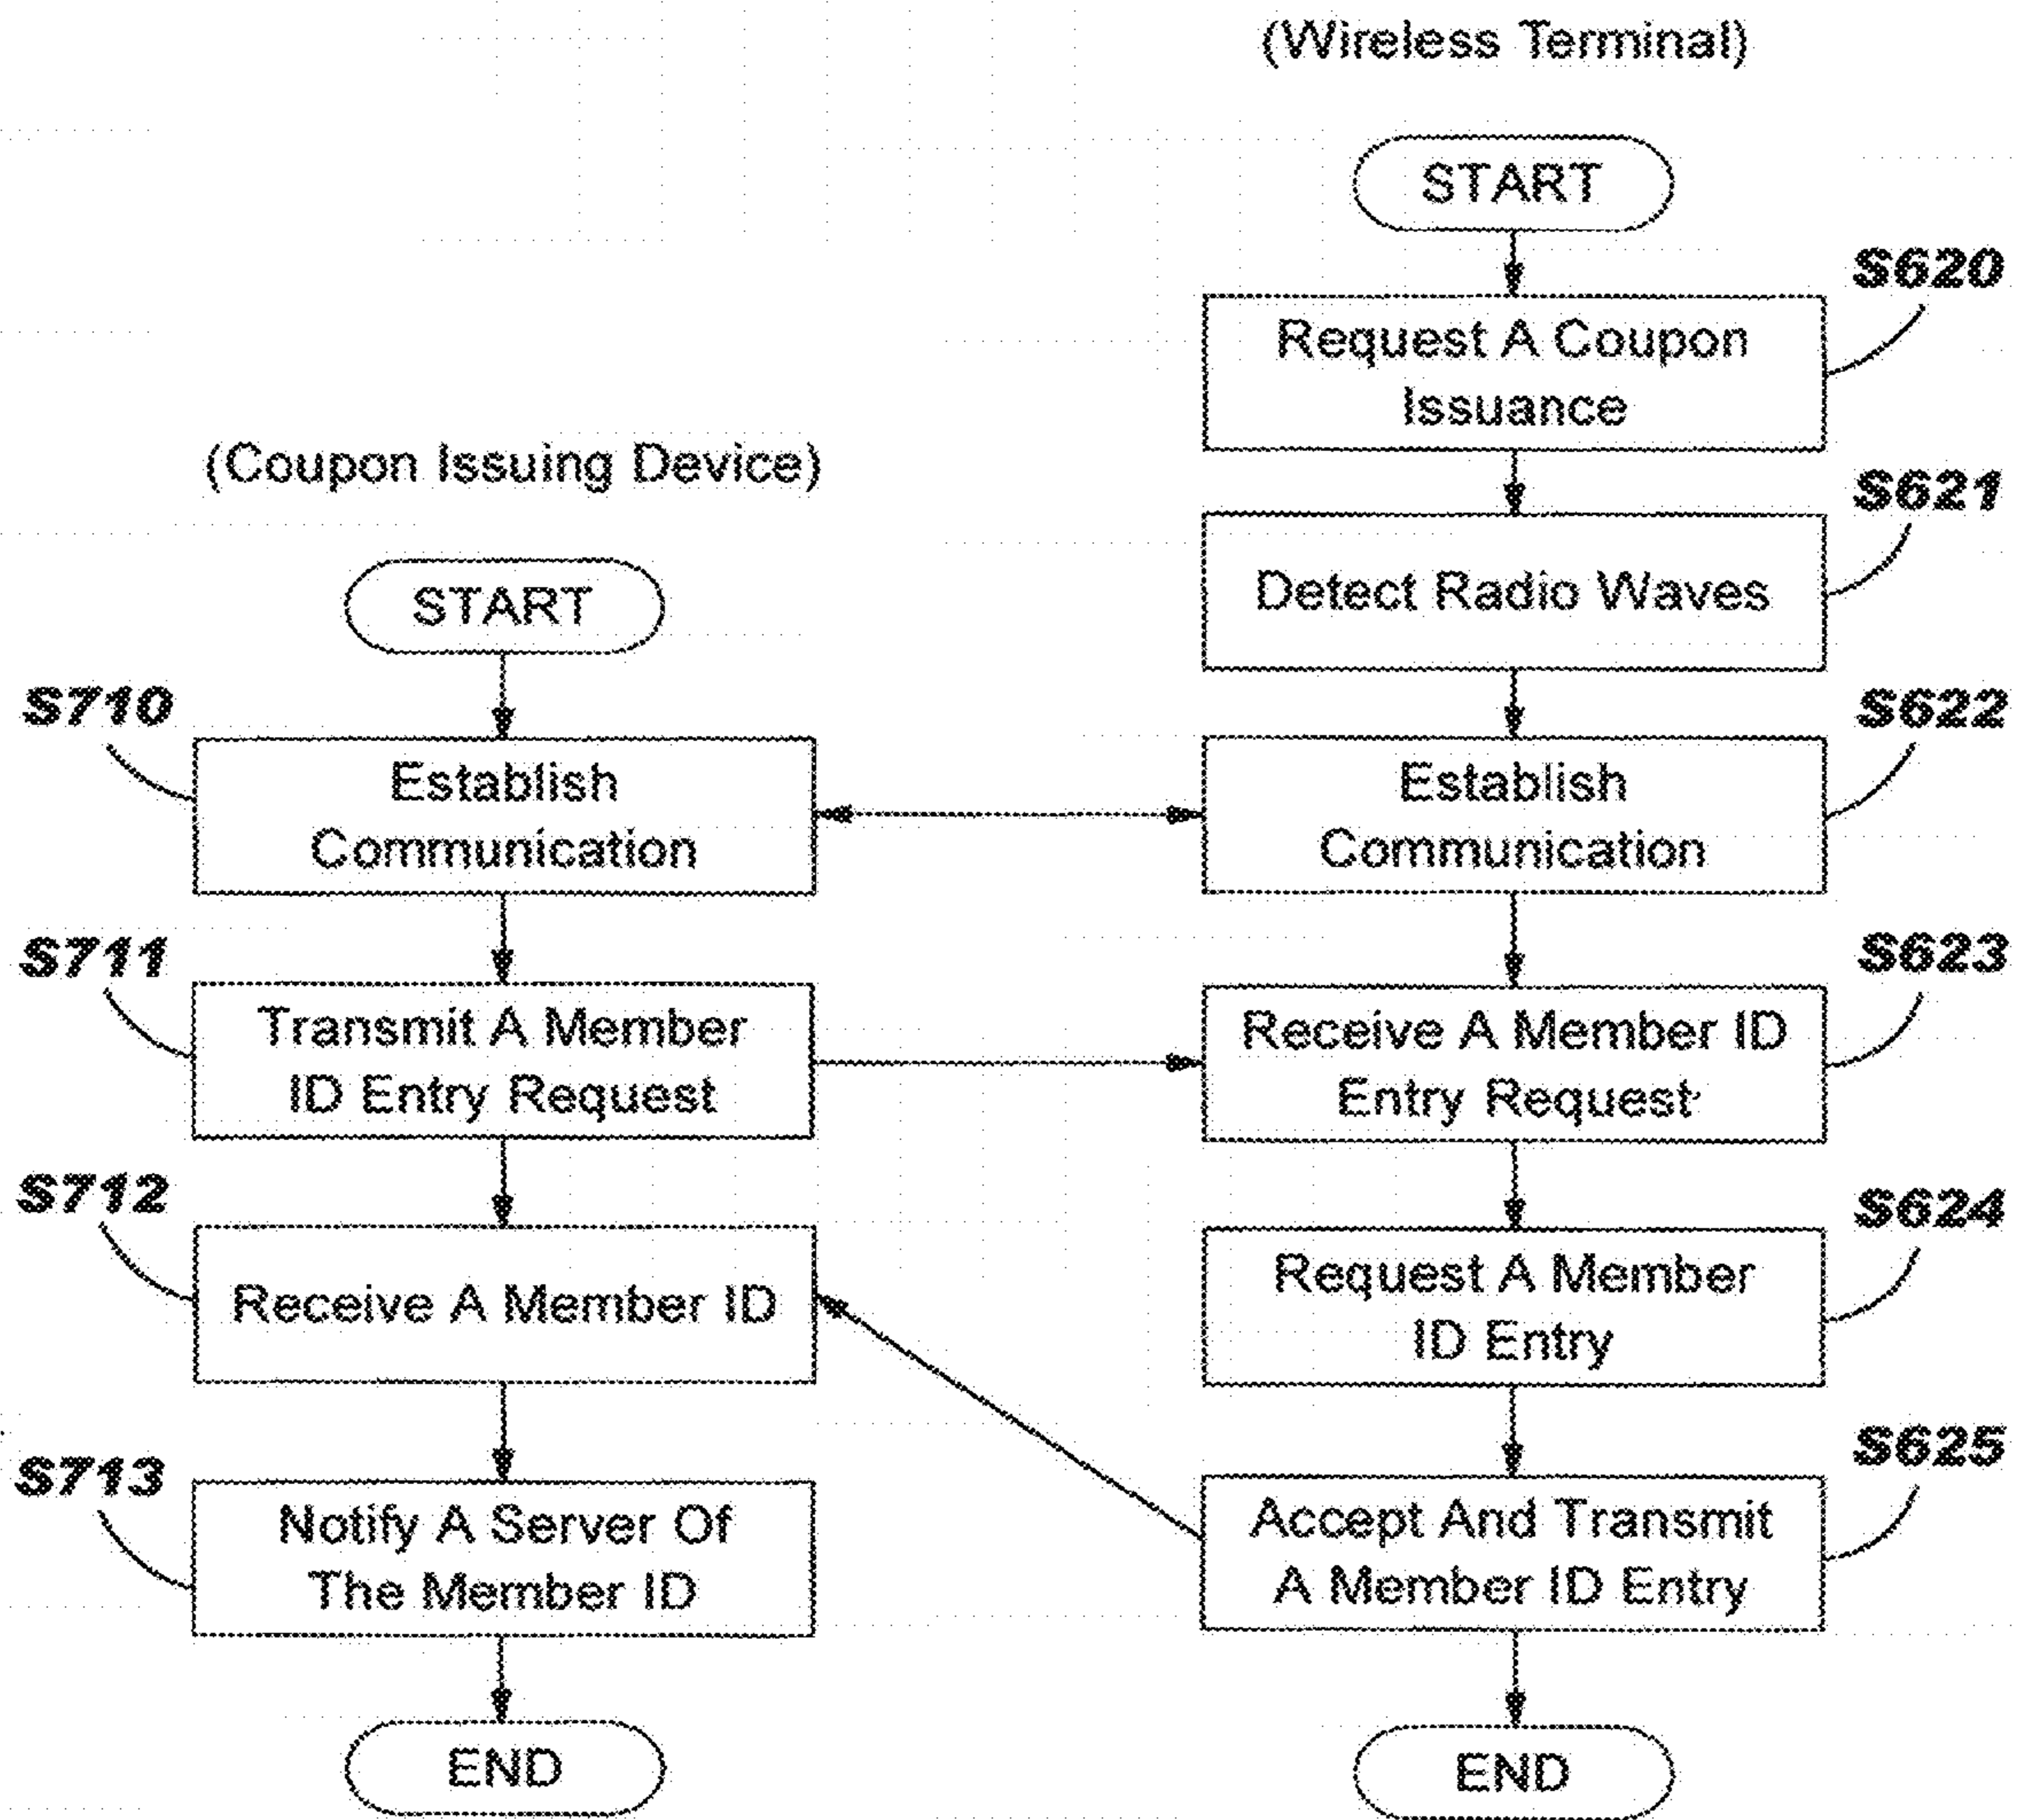 (Wireless Terminal)
START
S620
Request A Coupon
Issuance
S621
Detect Radio Waves
S622
Establish
Communication
S623
Receive A Member ID
Entry Request
S624
Request A Member
ID Entry
S625
Accept And Transmit
A Member ID Entry
END
(Coupon Issuing Device)
START
S710
Establish
Communication
S711
Transmit A Member
ID Entry Request
S712
Receive A Member ID
S713
Notify A Server Of
The Member ID
END